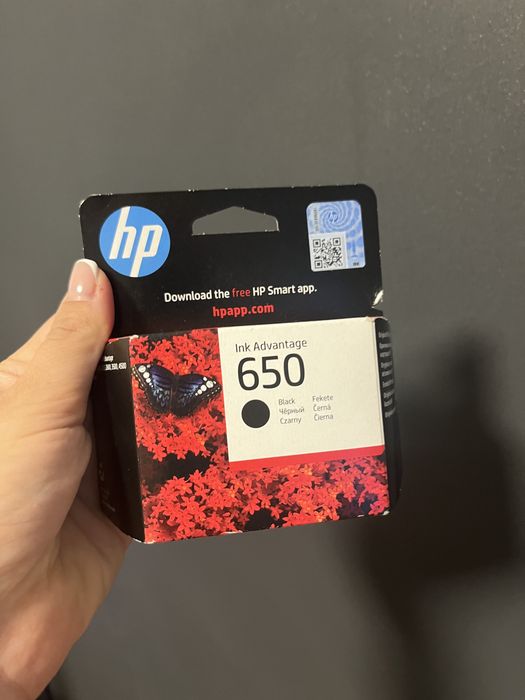 hp
Download the free HP Smart app.
hpapp.com
Ink Advantage
650
Black
Чёрный
Czarny
Fekete
Černá
Čierna